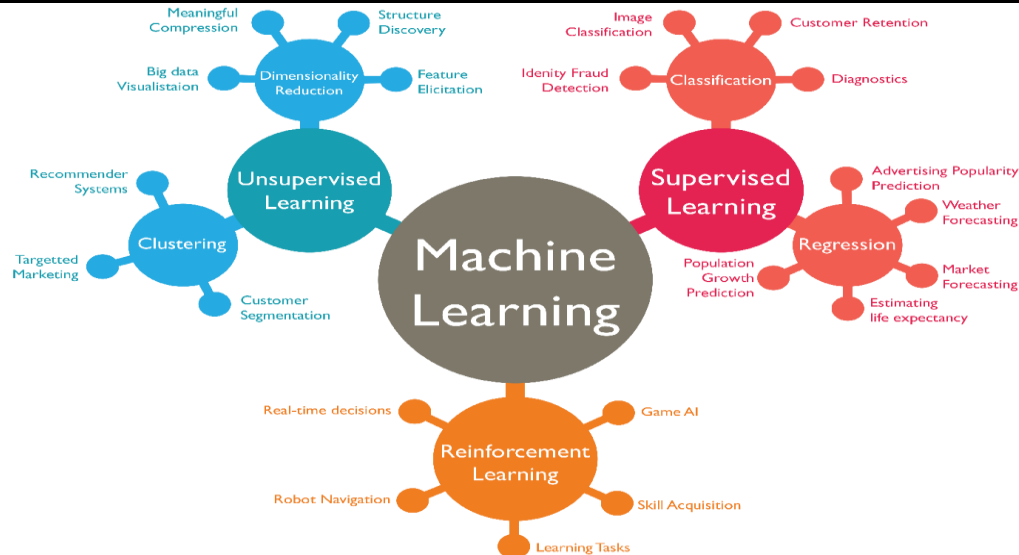 Meaningful
Compression
Structure
Discovery
Big data
Visualistaion
Dimensionality
Reduction
Feature
Elicitation
Image
Classification
Customer Retention
Idenity Fraud
Detection
Classification
Diagnostics
Recommender
Systems
Unsupervised
Learning
Clustering
Targetted
Marketing
Customer
Segmentation
Machine
Learning
Supervised
Learning
Advertising Popularity
Prediction
Weather
Forecasting
Regression
Population
Growth
Prediction
Market
Forecasting
Estimating
life expectancy
Real-time decisions
Game AI
Reinforcement
Learning
Robot Navigation
Skill Acquisition
Learning Tasks